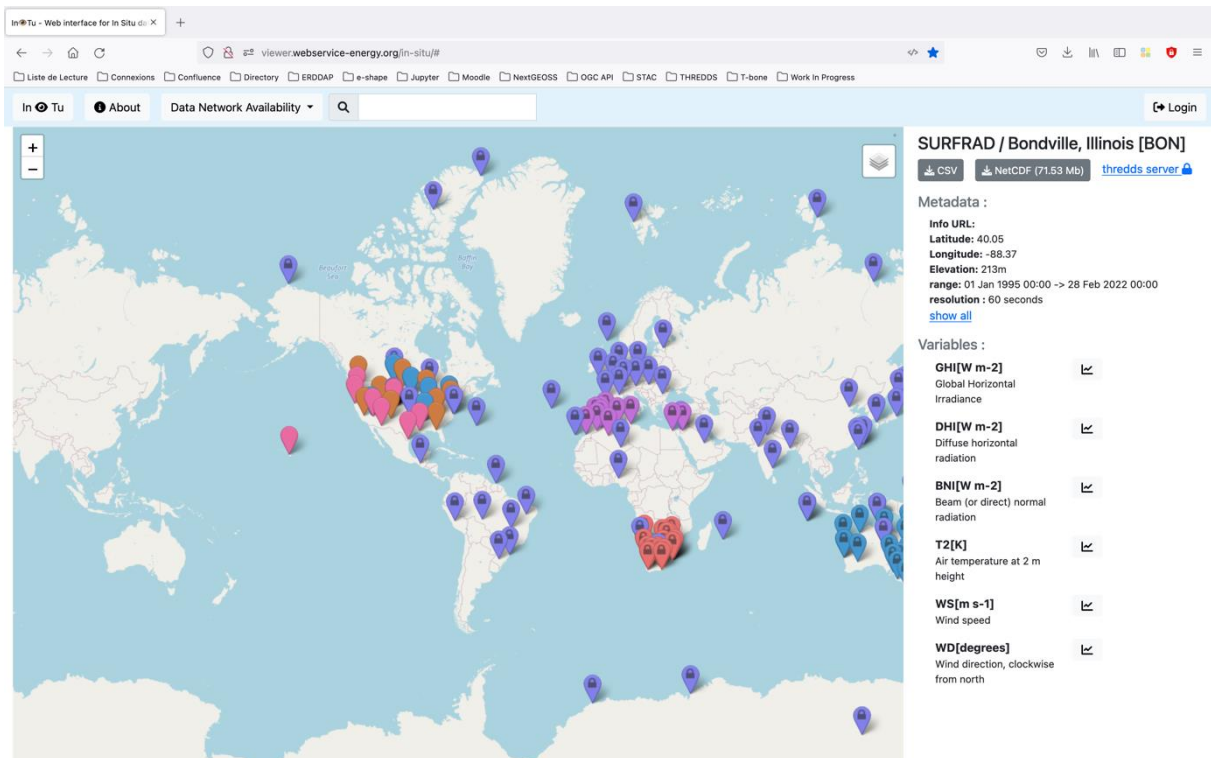 In👁Tu - Web interface for In Situ da
viewer.webservice-energy.org/in-situ/#
Liste de Lecture Connexions Confluence Directory ERDDAP e-shape Jupyter Moodle NextGEOSS OGC API STAC THREDDS T-bone Work In Progress
In 👁 Tu About Data Network Availability Login
+
−
Beaufort Sea
Baffin Bay
SURFRAD / Bondville, Illinois [BON]
CSV NetCDF (71.53 Mb) thredds server
Metadata :
Info URL:
Latitude: 40.05
Longitude: -88.37
Elevation: 213m
range: 01 Jan 1995 00:00 -> 28 Feb 2022 00:00
resolution : 60 seconds
show all
Variables :
GHI[W m-2]
Global Horizontal
Irradiance
DHI[W m-2]
Diffuse horizontal
radiation
BNI[W m-2]
Beam (or direct) normal
radiation
T2[K]
Air temperature at 2 m
height
WS[m s-1]
Wind speed
WD[degrees]
Wind direction, clockwise
from north